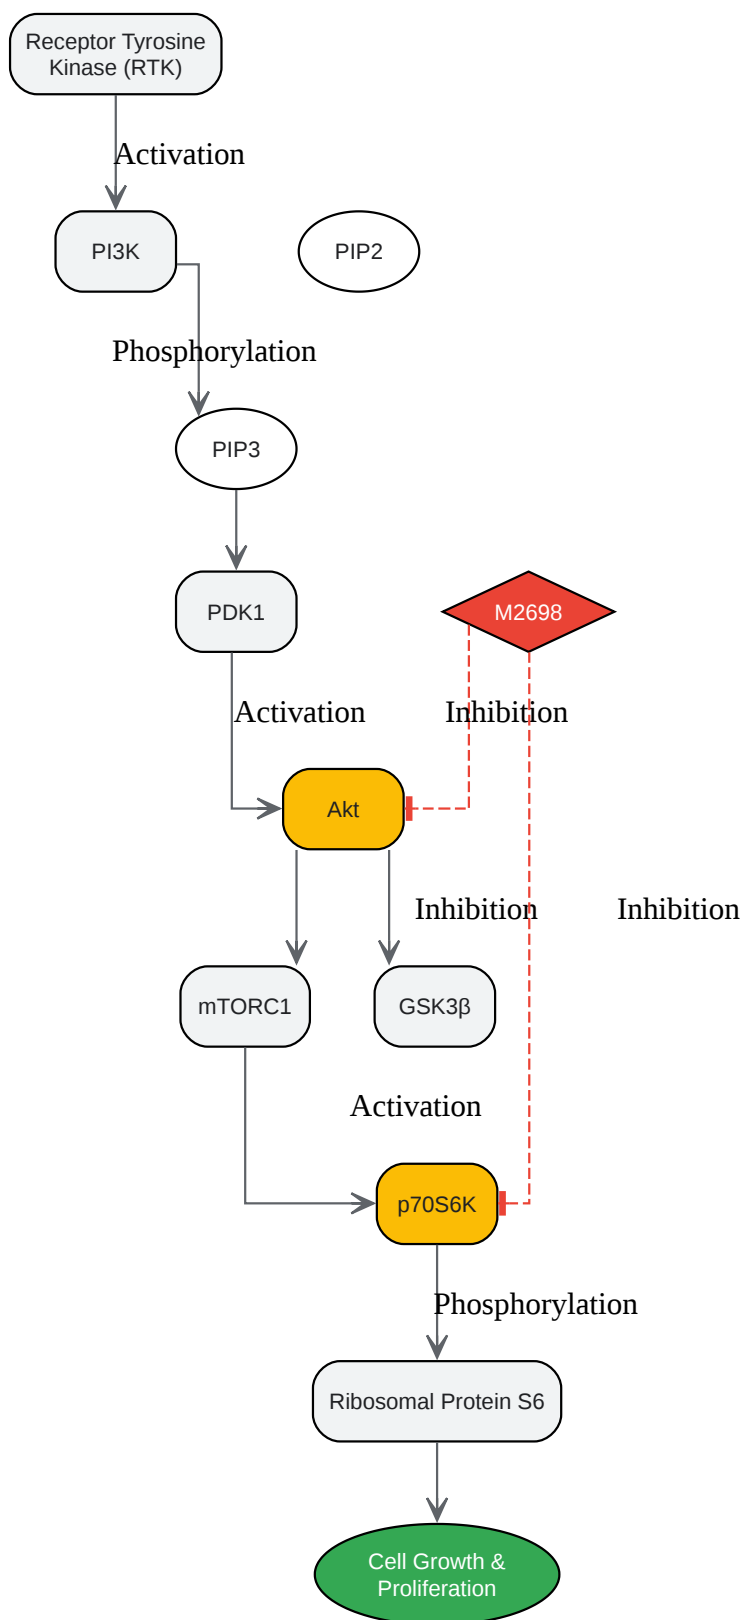 Receptor Tyrosine
Kinase (RTK)
Activation
PI3K
PIP2
Phosphorylation
PIP3
PDK1
M2698
Activation
Inhibition
Akt
Inhibition
Inhibition
mTORC1
GSK3β
Activation
p70S6K
Phosphorylation
Ribosomal Protein S6
Cell Growth &
Proliferation